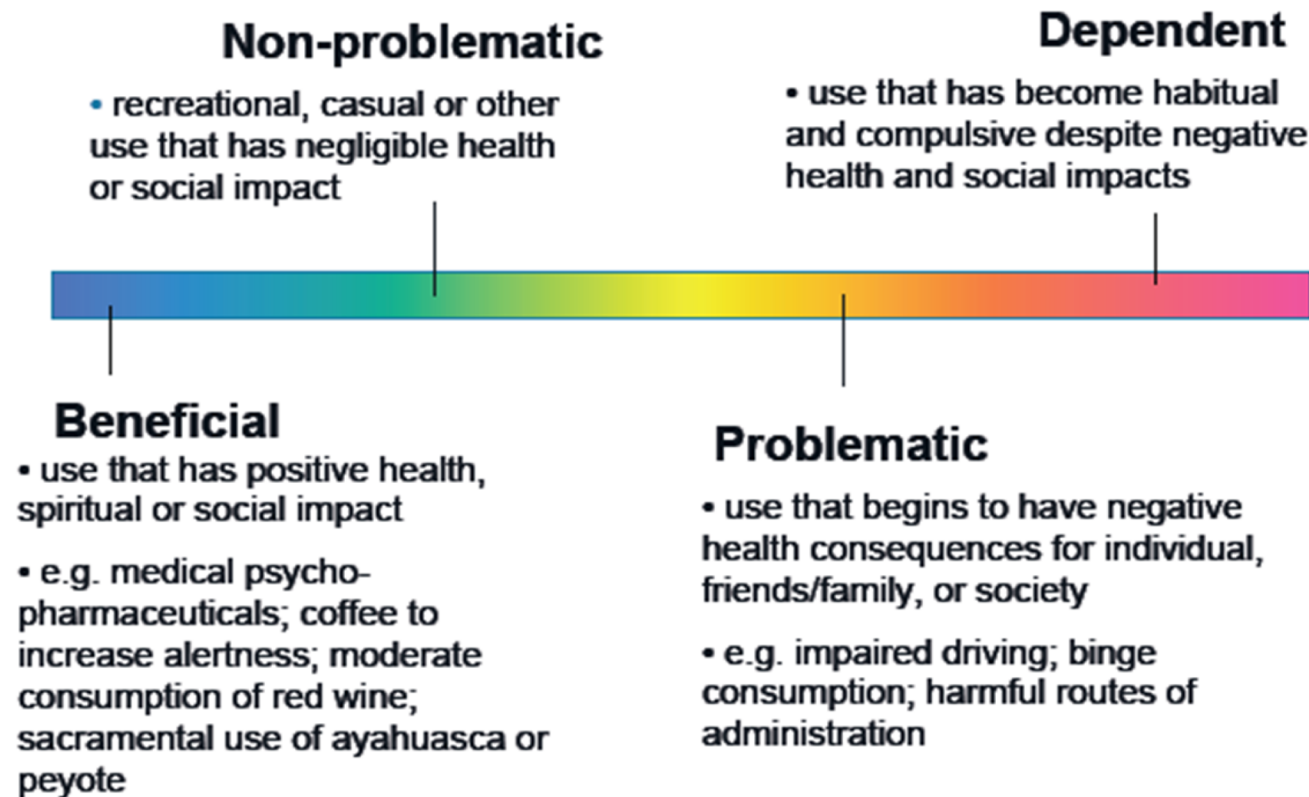 Non-problematic
• recreational, casual or other
use that has negligible health
or social impact
Dependent
• use that has become habitual
and compulsive despite negative
health and social impacts
Beneficial
• use that has positive health,
spiritual or social impact
• e.g. medical psycho-
pharmaceuticals; coffee to
increase alertness; moderate
consumption of red wine;
sacramental use of ayahuasca or
peyote
Problematic
• use that begins to have negative
health consequences for individual,
friends/family, or society
• e.g. impaired driving; binge
consumption; harmful routes of
administration